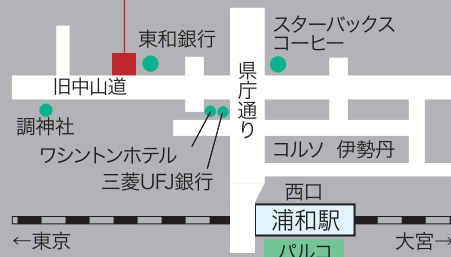 東和銀行
スターバックス
コーヒー
旧中山道
県庁通り
調神社
ワシントンホテル
三菱UFJ銀行
コルソ 伊勢丹
西口
浦和駅
←東京
大宮→
パルコ